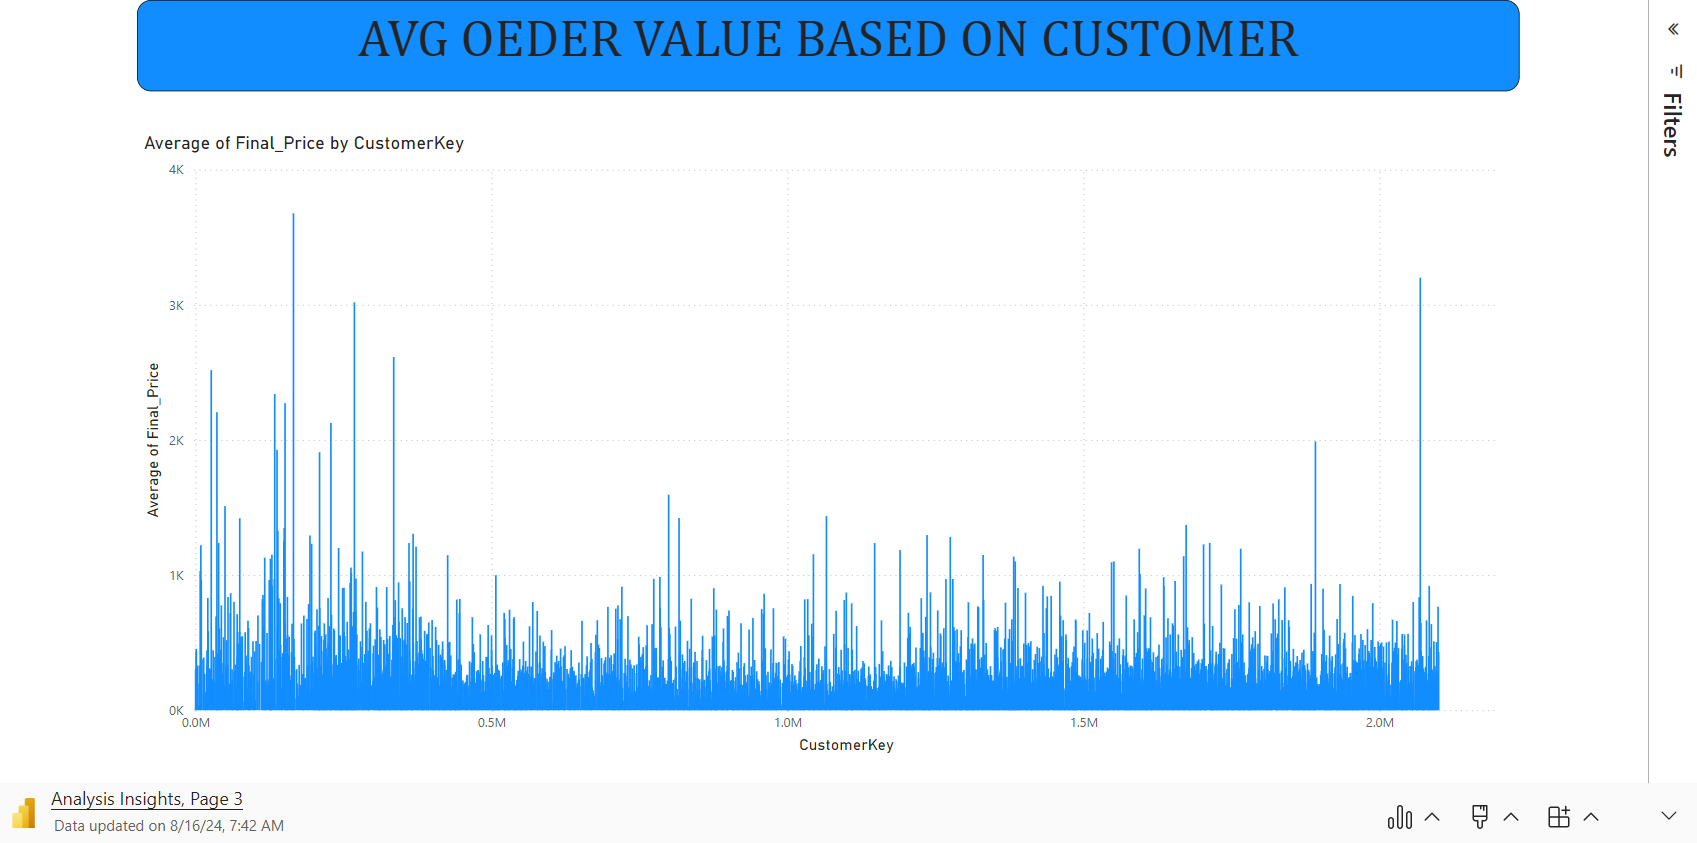 AVG OEDER VALUE BASED ON CUSTOMER
Filters
Average of Final_Price by CustomerKey
4K
3K
2K
1K
0K
Average of Final_Price
0.0M
0.5M
1.0M
1.5M
2.0M
CustomerKey
Analysis Insights, Page 3
Data updated on 8/16/24, 7:42 AM